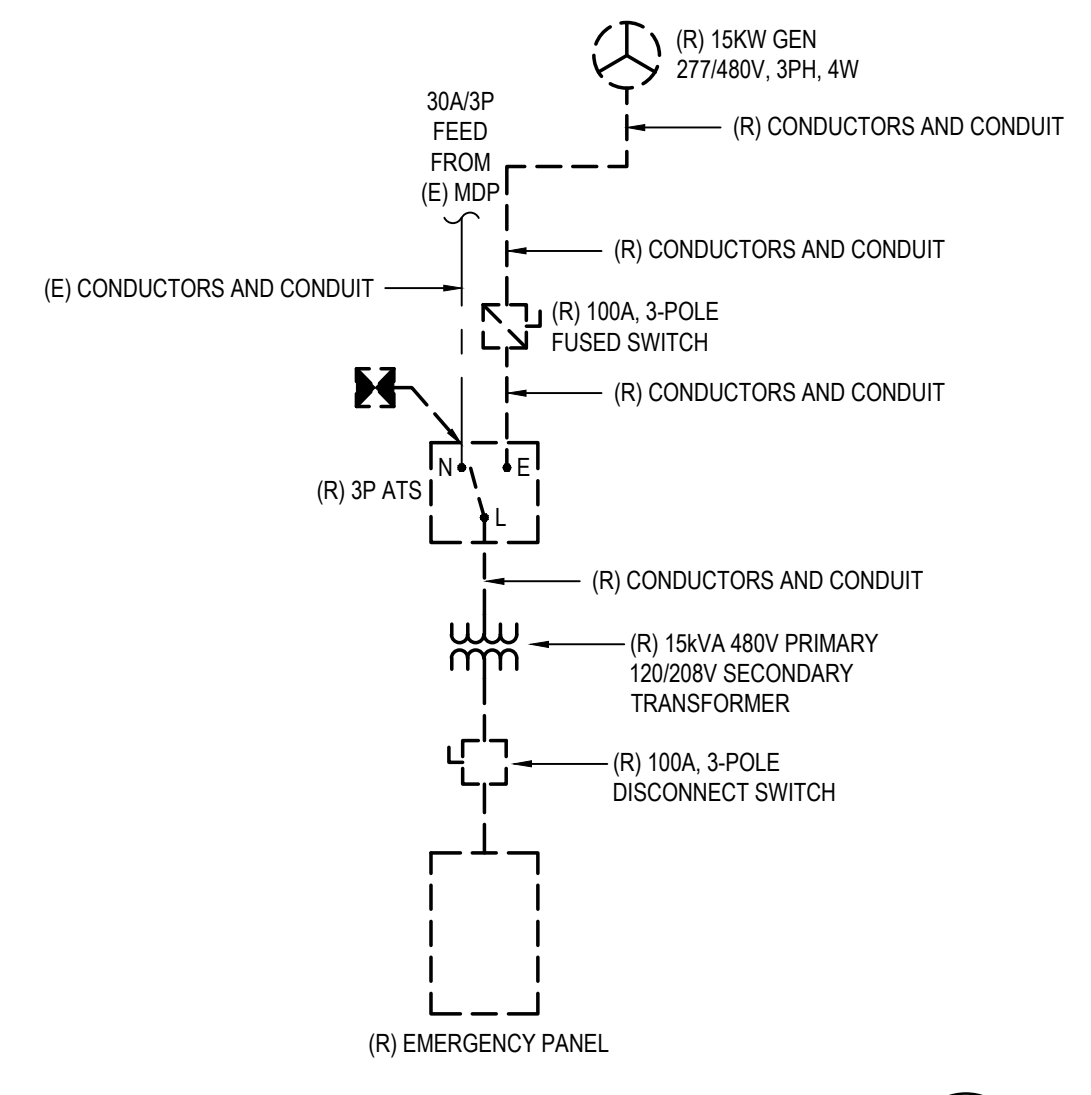 (R) 15KW GEN
277/480V, 3PH, 4W
30A/3P
FEED
FROM
(E) MDP
(R) CONDUCTORS AND CONDUIT
(R) CONDUCTORS AND CONDUIT
(E) CONDUCTORS AND CONDUIT
(R) 100A, 3-POLE
FUSED SWITCH
(R) CONDUCTORS AND CONDUIT
N
E
(R) 3P ATS
L
(R) CONDUCTORS AND CONDUIT
(R) 15kVA 480V PRIMARY
120/208V SECONDARY
TRANSFORMER
(R) 100A, 3-POLE
DISCONNECT SWITCH
(R) EMERGENCY PANEL